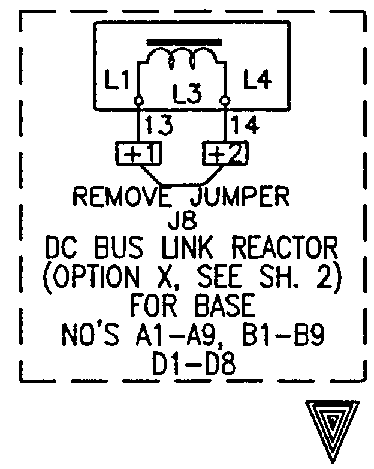 L1 L3 L4
13 14
+1 +2
REMOVE JUMPER
J8
DC BUS LINK REACTOR
(OPTION X, SEE SH. 2)
FOR BASE
NO'S A1-A9, B1-B9
D1-D8